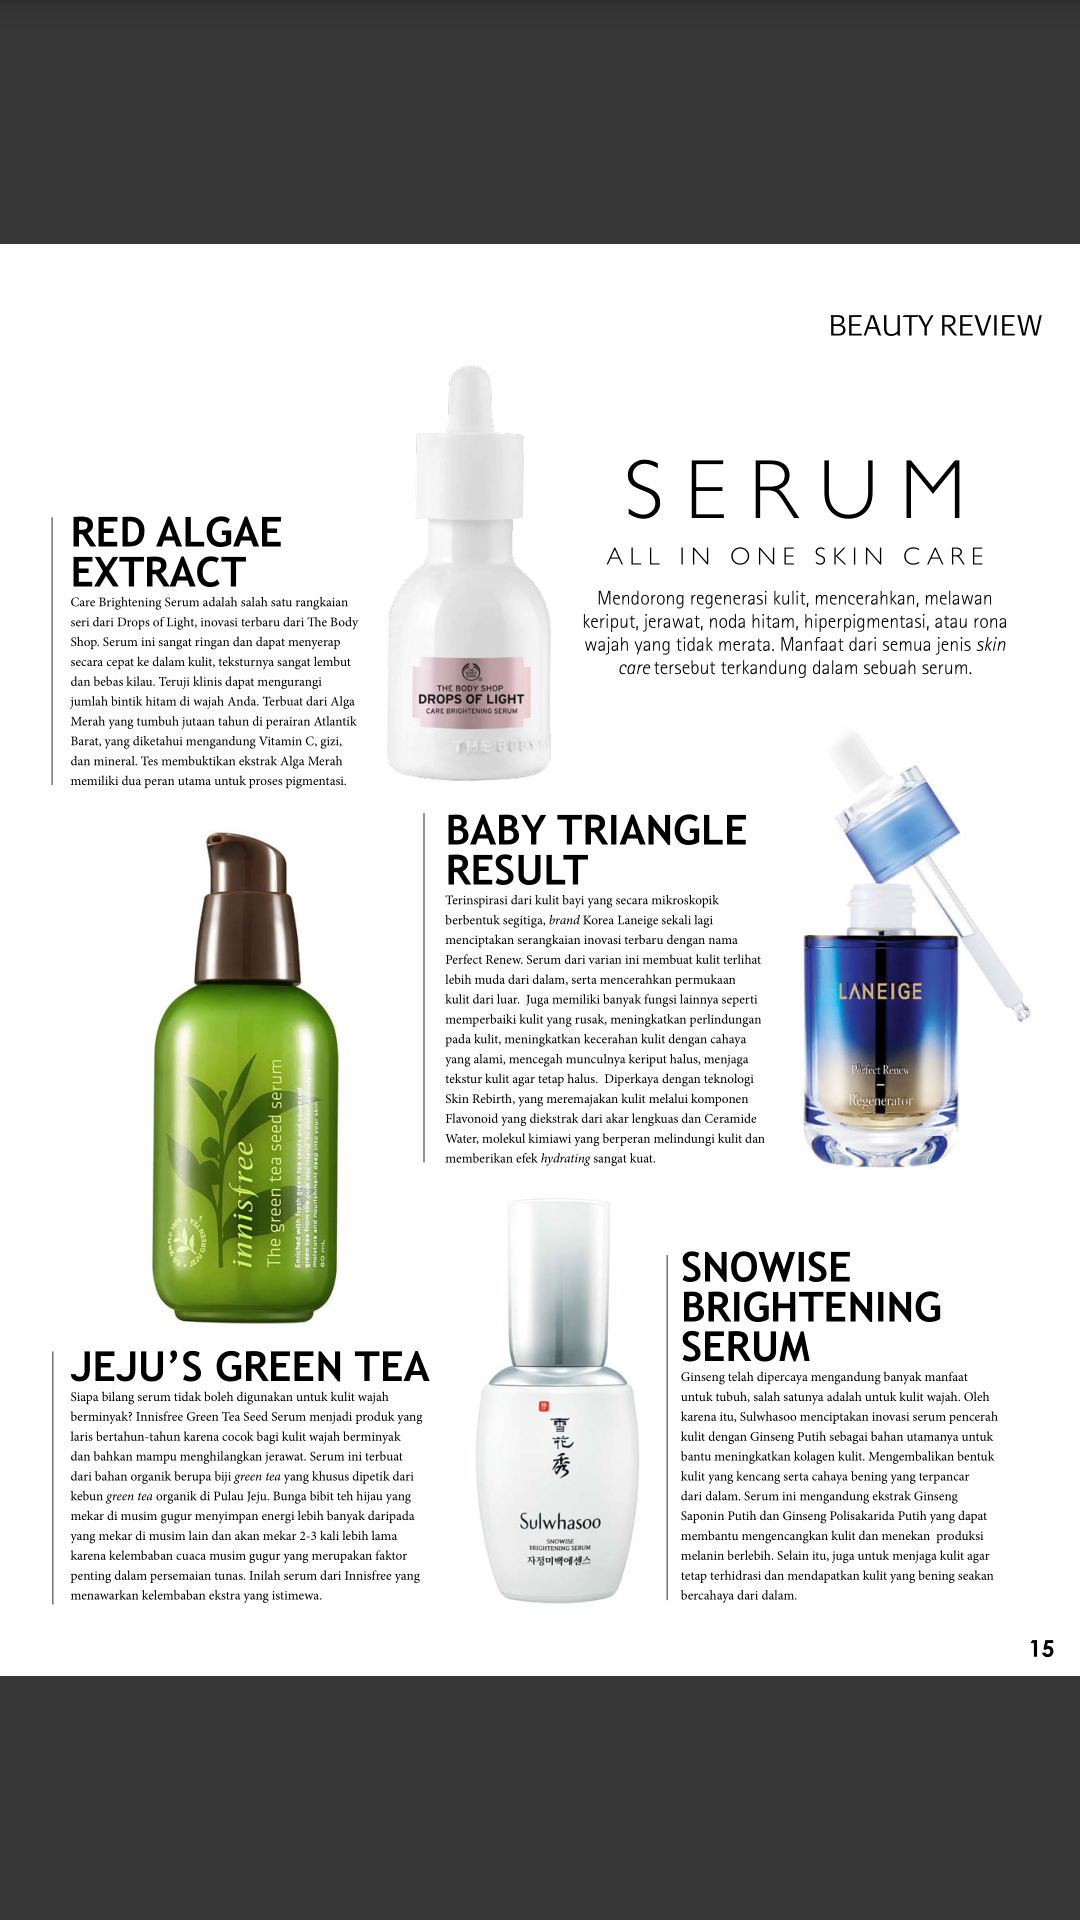 BEAUTY REVIEW
SERUM
ALL IN ONE SKIN CARE
Mendorong regenerasi kulit, mencerahkan, melawan
keriput, jerawat, noda hitam, hiperpigmentasi, atau rona
wajah yang tidak merata. Manfaat dari semua jenis skin
care tersebut terkandung dalam sebuah serum.
RED ALGAE
EXTRACT
Care Brightening Serum adalah salah satu rangkaian
seri dari Drops of Light, inovasi terbaru dari The Body
Shop. Serum ini sangat ringan dan dapat menyerap
secara cepat ke dalam kulit, teksturnya sangat lembut
dan bebas kilau. Teruji klinis dapat mengurangi
jumlah bintik hitam di wajah Anda. Terbuat dari Alga
Merah yang tumbuh jutaan tahun di perairan Atlantik
Barat, yang diketahui mengandung Vitamin C, gizi,
dan mineral. Tes membuktikan ekstrak Alga Merah
memiliki dua peran utama untuk proses pigmentasi.
THE BODY SHOP
DROPS OF LIGHT
CARE BRIGHTENING SERUM
THE BODY
BABY TRIANGLE
RESULT
Terinspirasi dari kulit bayi yang secara mikroskopik
berbentuk segitiga, brand Korea Laneige sekali lagi
menciptakan serangkaian inovasi terbaru dengan nama
Perfect Renew. Serum dari varian ini membuat kulit terlihat
lebih muda dari dalam, serta mencerahkan permukaan
kulit dari luar. Juga memiliki banyak fungsi lainnya seperti
memperbaiki kulit yang rusak, meningkatkan perlindungan
pada kulit, meningkatkan kecerahan kulit dengan cahaya
yang alami, mencegah munculnya keriput halus, menjaga
tekstur kulit agar tetap halus. Diperkaya dengan teknologi
Skin Rebirth, yang meremajakan kulit melalui komponen
Flavonoid yang diekstrak dari akar lengkuas dan Ceramide
Water, molekul kimiawi yang berperan melindungi kulit dan
memberikan efek hydrating sangat kuat.
LANEIGE
Perfect Renew
Regenerator
innisfree
The green tea seed serum
Enriched with fresh green tea seeds and
green tea from the
moisture and nourishment deep into your skin
80 mL
JEJU GREEN TEA
JEJU'S GREEN TEA
Siapa bilang serum tidak boleh digunakan untuk kulit wajah
berminyak? Innisfree Green Tea Seed Serum menjadi produk yang
laris bertahun-tahun karena cocok bagi kulit wajah berminyak
dan bahkan mampu menghilangkan jerawat. Serum ini terbuat
dari bahan organik berupa biji green tea yang khusus dipetik dari
kebun green tea organik di Pulau Jeju. Bunga bibit teh hijau yang
mekar di musim gugur menyimpan energi lebih banyak daripada
yang mekar di musim lain dan akan mekar 2-3 kali lebih lama
karena kelembaban cuaca musim gugur yang merupakan faktor
penting dalam persemaian tunas. Inilah serum dari Innisfree yang
menawarkan kelembaban ekstra yang istimewa.
雪
花
秀
Sulwhasoo
SNOWISE
BRIGHTENING SERUM
자정미백에센스
SNOWISE
BRIGHTENING
SERUM
Ginseng telah dipercaya mengandung banyak manfaat
untuk tubuh, salah satunya adalah untuk kulit wajah. Oleh
karena itu, Sulwhasoo menciptakan inovasi serum pencerah
kulit dengan Ginseng Putih sebagai bahan utamanya untuk
bantu meningkatkan kolagen kulit. Mengembalikan bentuk
kulit yang kencang serta cahaya bening yang terpancar
dari dalam. Serum ini mengandung ekstrak Ginseng
Saponin Putih dan Ginseng Polisakarida Putih yang dapat
membantu mengencangkan kulit dan menekan produksi
melanin berlebih. Selain itu, juga untuk menjaga kulit agar
tetap terhidrasi dan mendapatkan kulit yang bening seakan
bercahaya dari dalam.
15